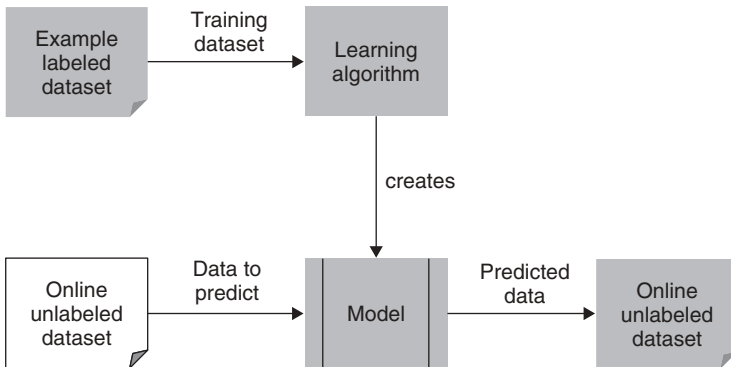 Example
labeled
dataset
Training
dataset
Learning
algorithm
creates
Online
unlabeled
dataset
Data to
predict
Model
Predicted
data
Online
unlabeled
dataset